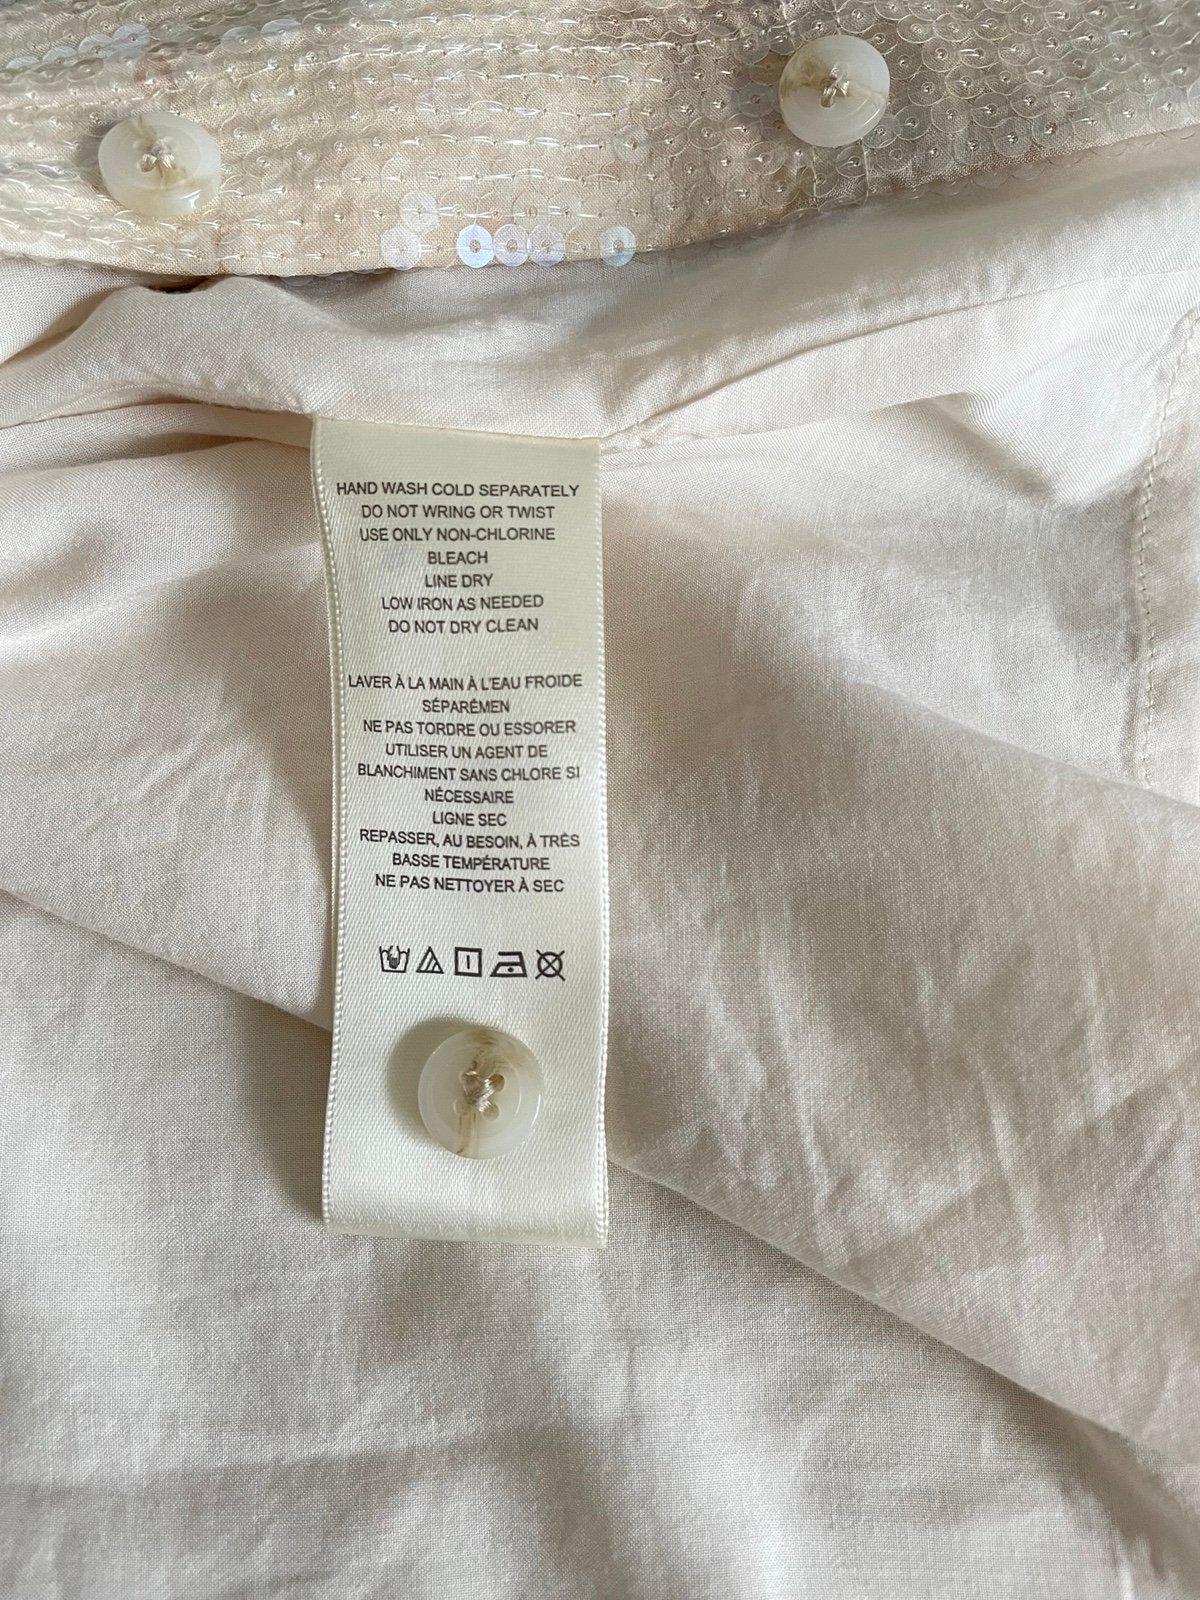 HAND WASH COLD SEPARATELY
DO NOT WRING OR TWIST
USE ONLY NON-CHLORINE
BLEACH
LINE DRY
LOW IRON AS NEEDED
DO NOT DRY CLEAN
LAVER À LA MAIN À L'EAU FROIDE
SÉPARÉMEN
NE PAS TORDRE OU ESSORER
UTILISER UN AGENT DE
BLANCHIMENT SANS CHLORE SI
NÉCESSAIRE
LIGNE SEC
REPASSER, AU BESOIN, À TRÈS
BASSE TEMPÉRATURE
NE PAS NETTOYER À SEC